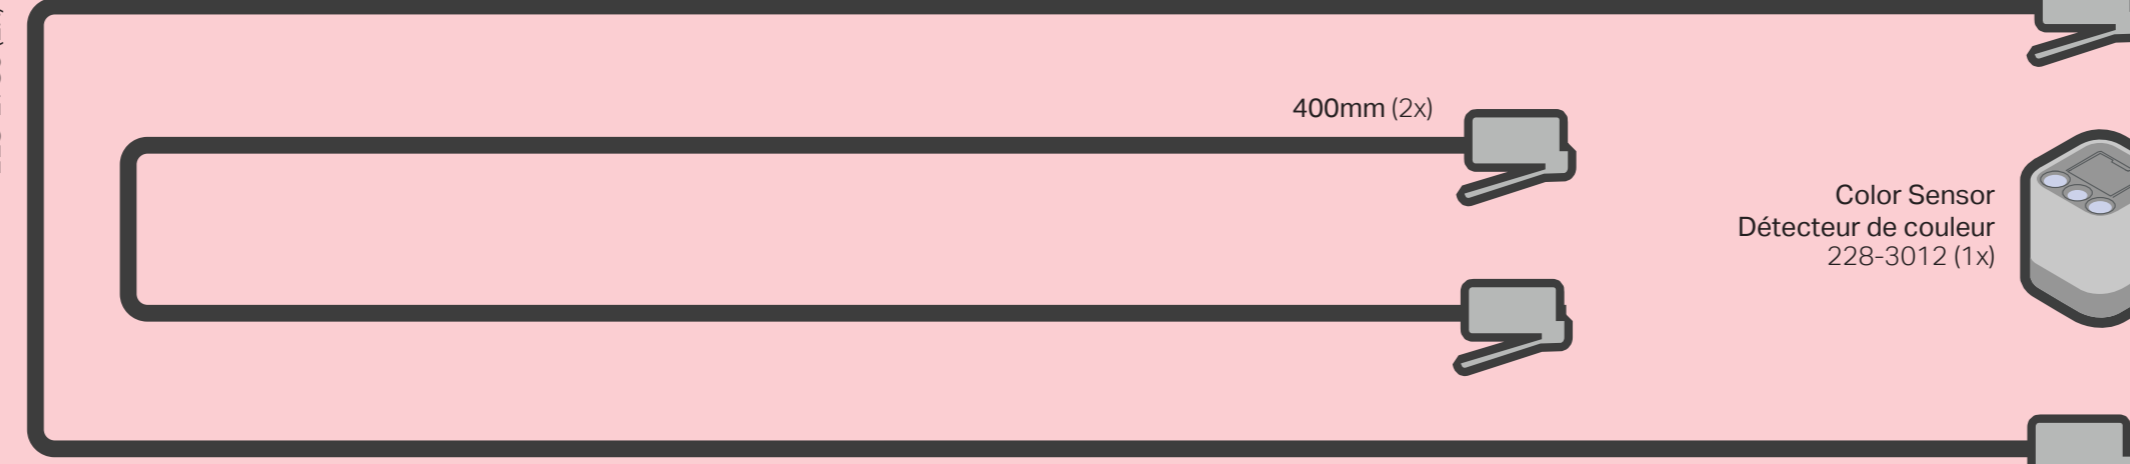 400mm (2x)
Color Sensor
Détecteur de couleur
228-3012 (1x)